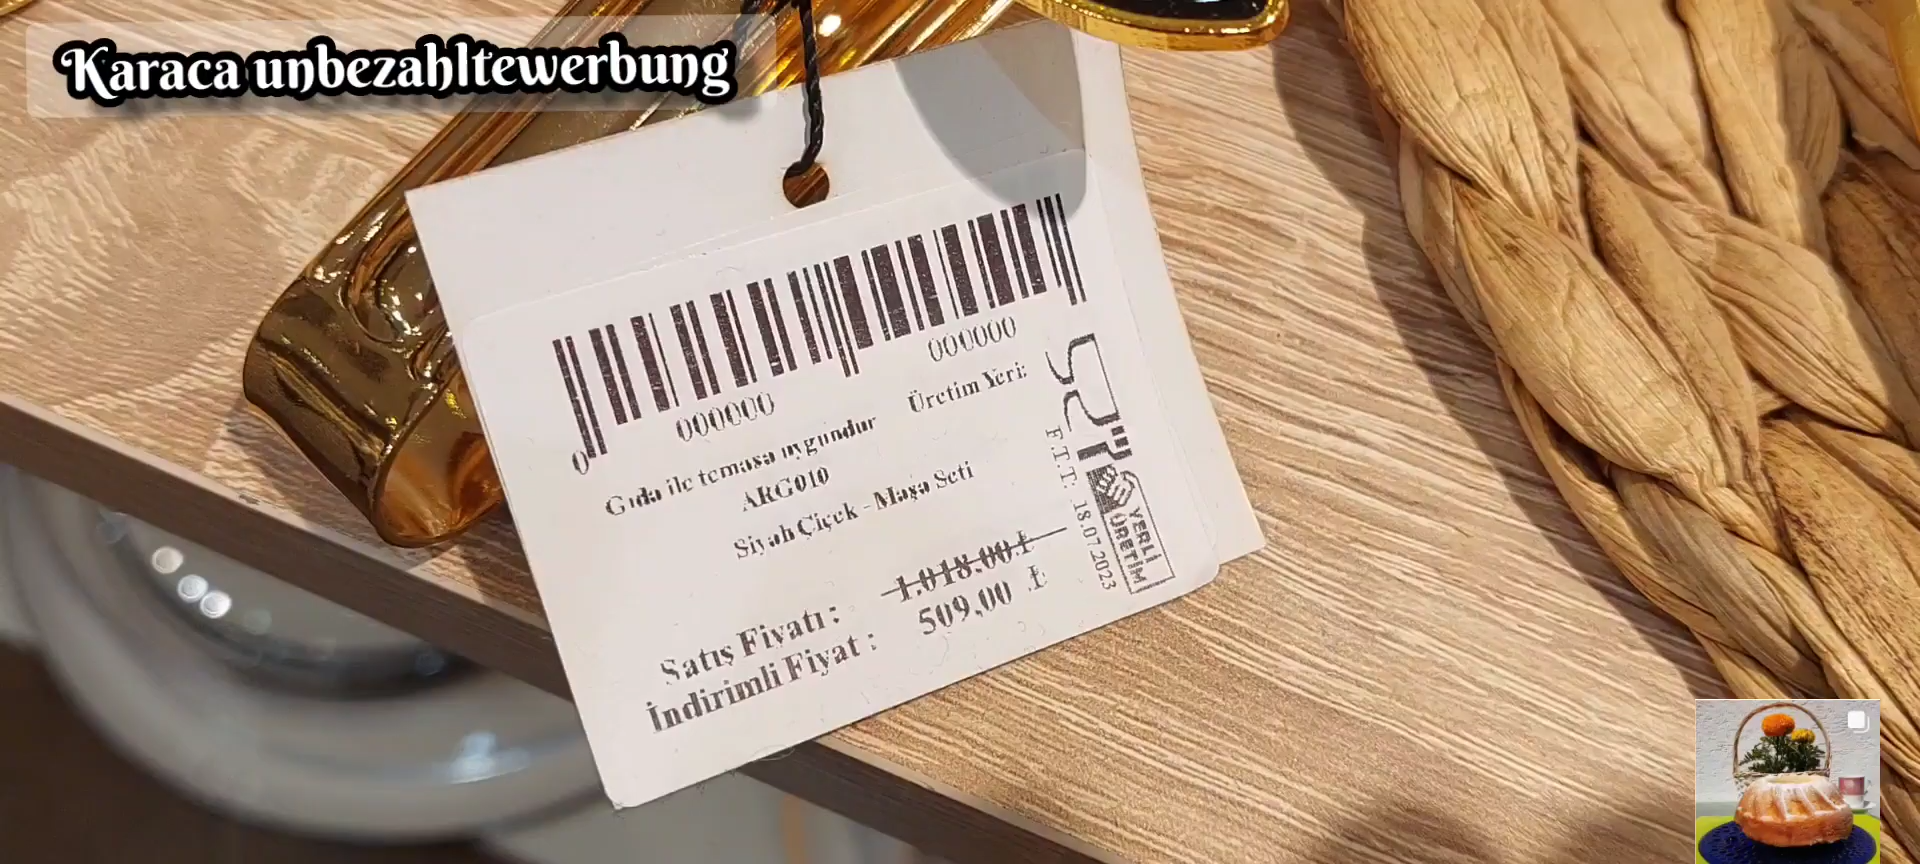 Karaca unbezahltewerbung
0 000000 000000
Gıda ile temasa uygundur Üretim Yeri:
ARG010
Siyah Çiçek - Maşa Seti
Satış Fiyatı : 1.018.00 ₺
İndirimli Fiyat : 509,00 ₺
F.T.T: 18.07.2023
YERLİ
ÜRETİM